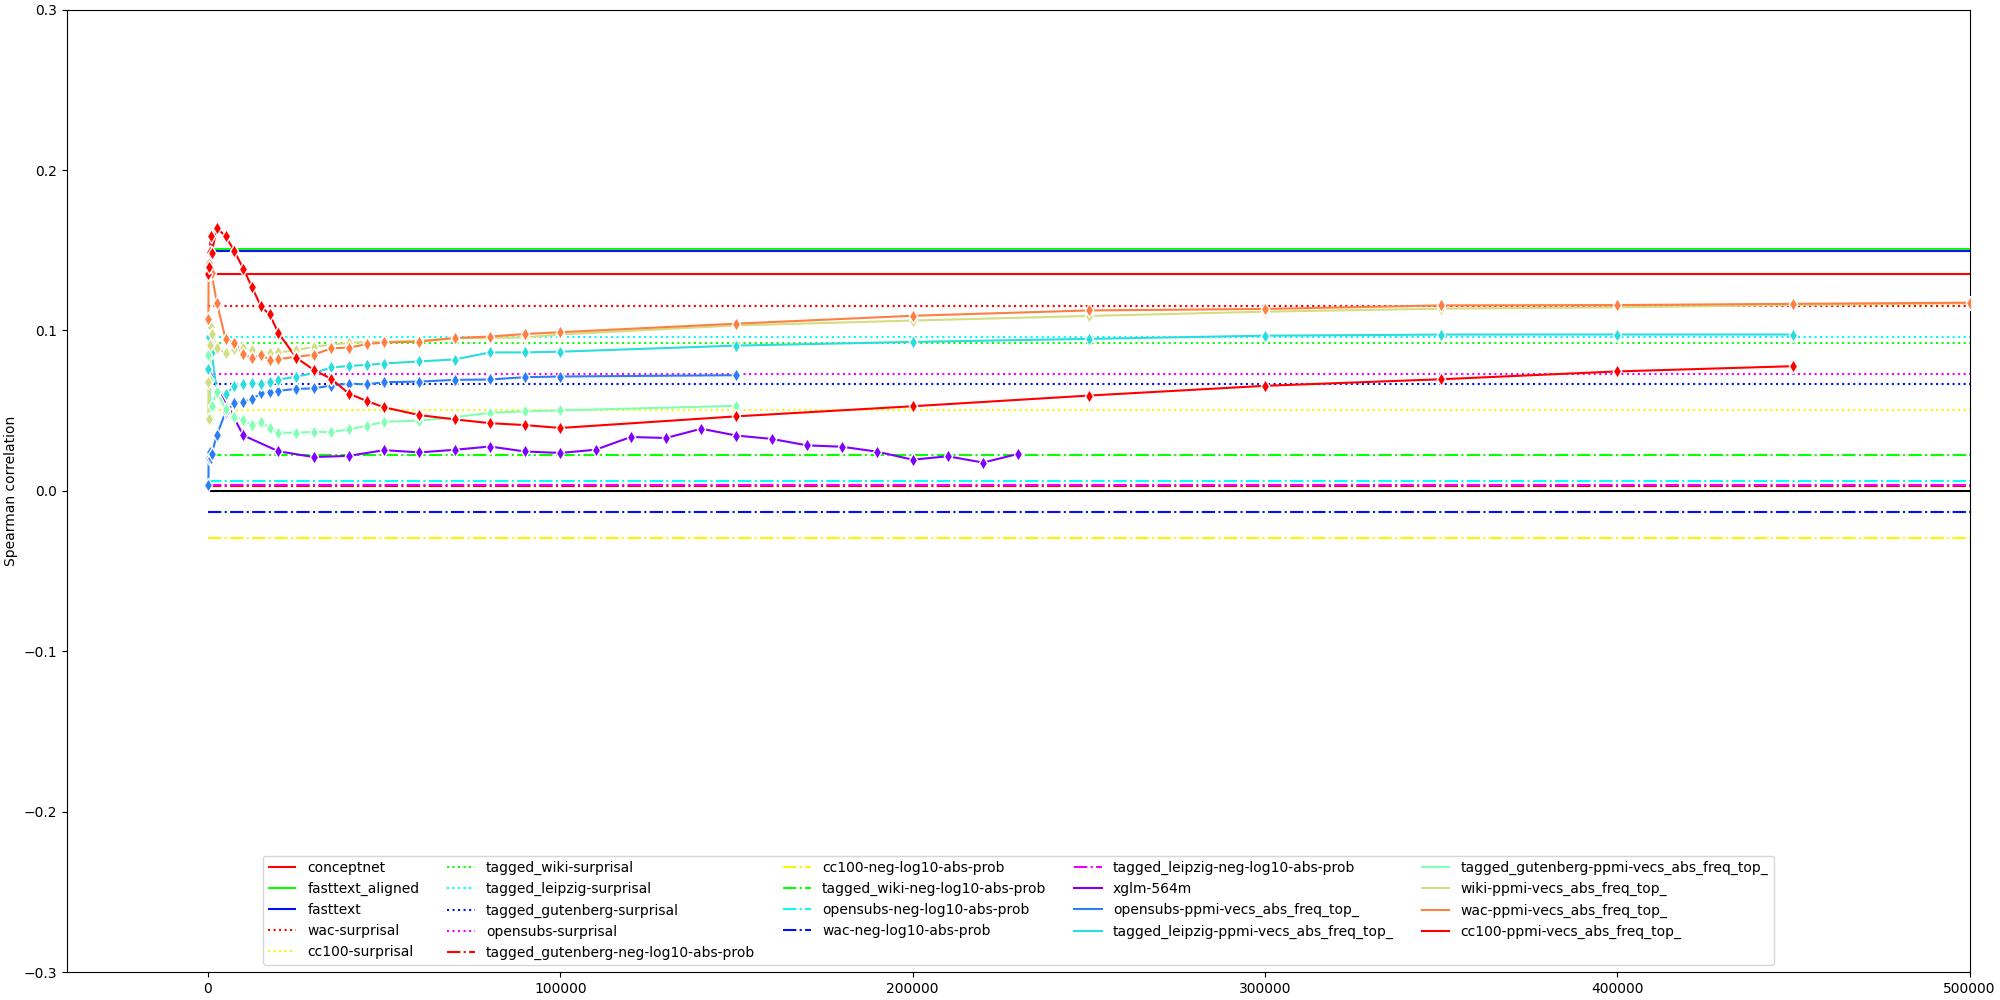 0.3
0.2
0.1
0.0
−0.1
−0.2
−0.3
Spearman correlation
0
100000
200000
300000
400000
500000
conceptnet
fasttext_aligned
fasttext
wac-surprisal
cc100-surprisal
tagged_wiki-surprisal
tagged_leipzig-surprisal
tagged_gutenberg-surprisal
opensubs-surprisal
tagged_gutenberg-neg-log10-abs-prob
cc100-neg-log10-abs-prob
tagged_wiki-neg-log10-abs-prob
opensubs-neg-log10-abs-prob
wac-neg-log10-abs-prob
tagged_leipzig-neg-log10-abs-prob
xglm-564m
opensubs-ppmi-vecs_abs_freq_top_
tagged_leipzig-ppmi-vecs_abs_freq_top_
tagged_gutenberg-ppmi-vecs_abs_freq_top_
wiki-ppmi-vecs_abs_freq_top_
wac-ppmi-vecs_abs_freq_top_
cc100-ppmi-vecs_abs_freq_top_